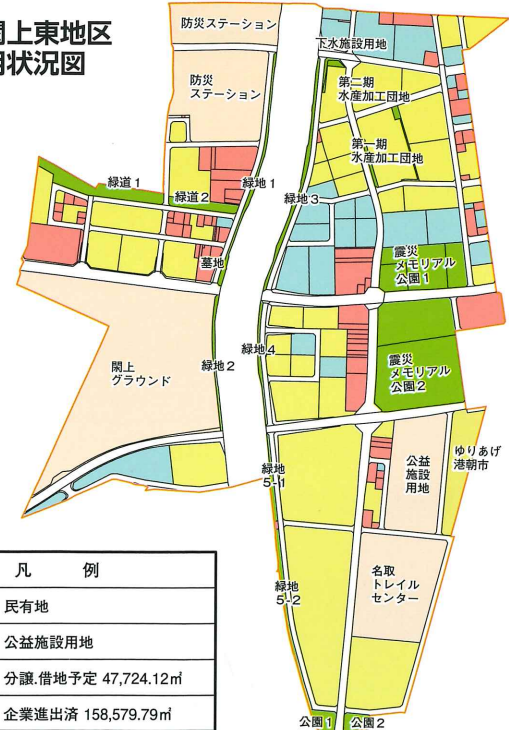 閖上東地区
用状況図
防災ステーション
下水施設用地
防災
ステーション
第二期
水産加工団地
第一期
水産加工団地
緑道1
緑道2
緑地1
緑地3
墓地
震災
メモリアル
公園1
緑地2
緑地4
閖上
グラウンド
震災
メモリアル
公園2
緑地
5-1
公益
施設
用地
ゆりあげ
港朝市
緑地
5-2
名取
トレイル
センター
公園1
公園2
凡 例
民有地
公益施設用地
分譲.借地予定 47,724.12㎡
企業進出済 158,579.79㎡